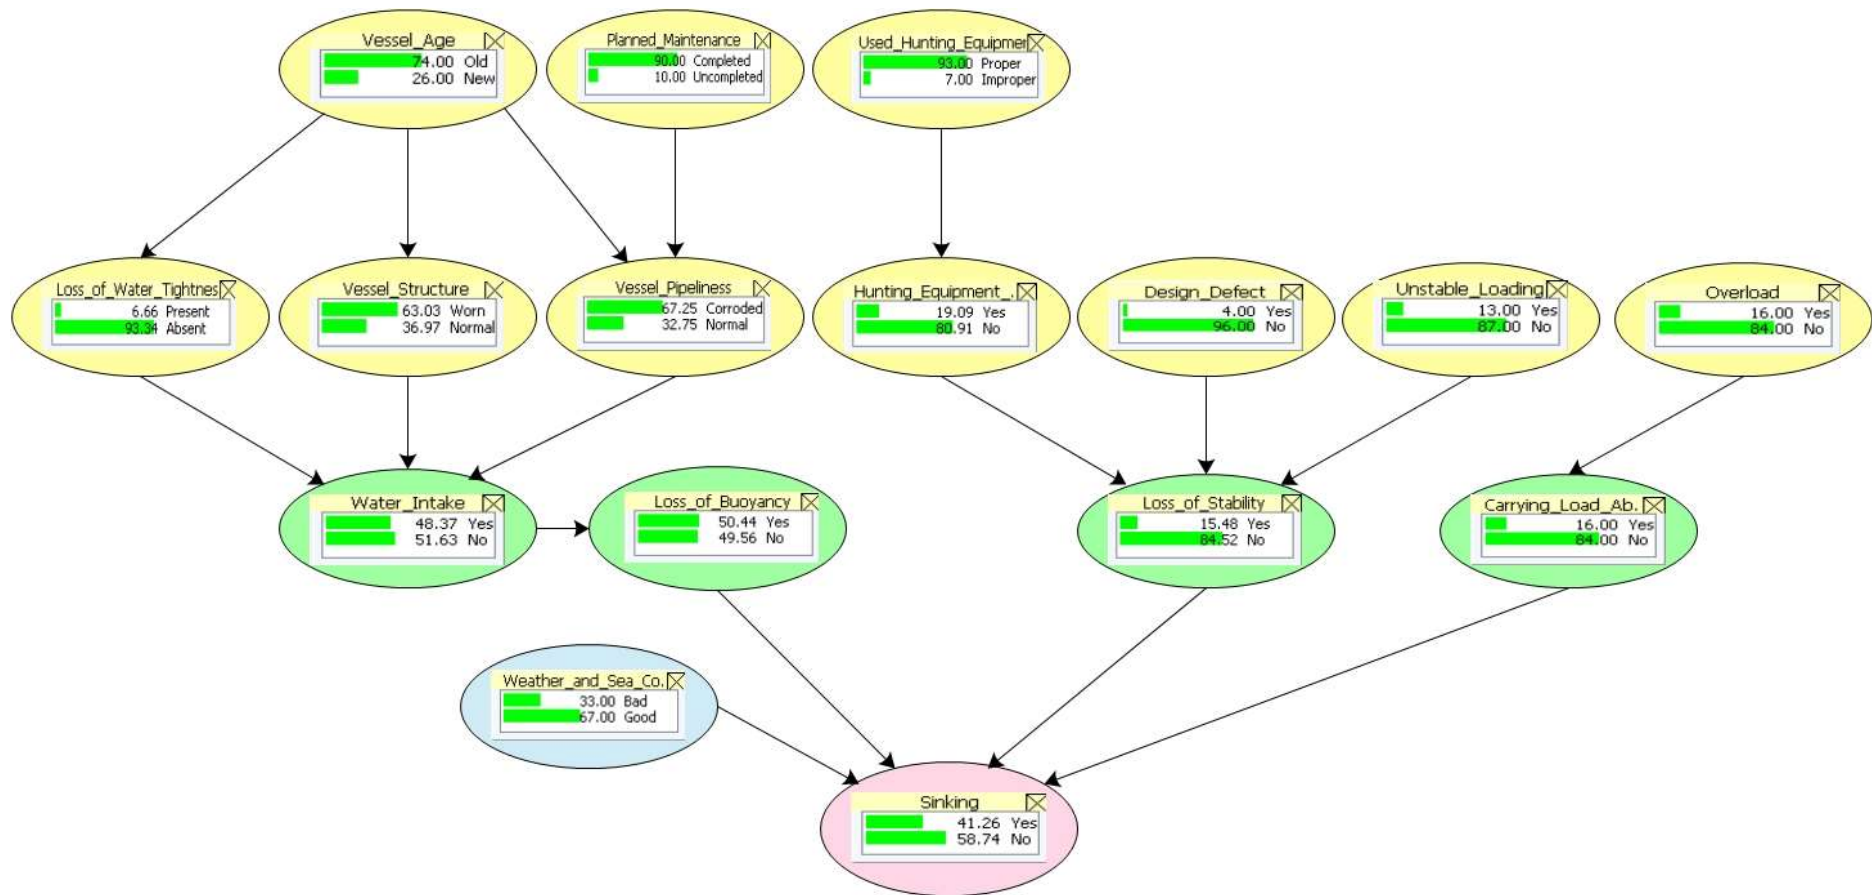 Vessel_Age
74.00 Old
26.00 New
Planned_Maintenance
90.00 Completed
10.00 Uncompleted
Used_Hunting_Equipmen
93.00 Proper
7.00 Improper
Loss_of_Water_Tightnes
6.66 Present
93.34 Absent
Vessel_Structure
63.03 Worn
36.97 Normal
Vessel_Pipeliness
67.25 Corroded
32.75 Normal
Hunting_Equipment_.
19.09 Yes
80.91 No
Design_Defect
4.00 Yes
96.00 No
Unstable_Loading
13.00 Yes
87.00 No
Overload
16.00 Yes
84.00 No
Water_Intake
48.37 Yes
51.63 No
Loss_of_Buoyancy
50.44 Yes
49.56 No
Loss_of_Stability
15.48 Yes
84.52 No
Carrying_Load_Ab.
16.00 Yes
84.00 No
Weather_and_Sea_Co.
33.00 Bad
67.00 Good
Sinking
41.26 Yes
58.74 No